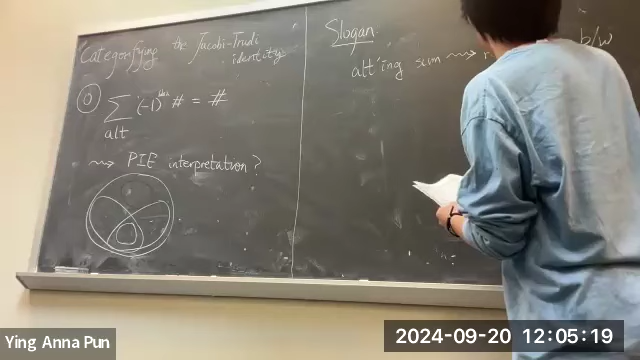 Categorifying the Jacobi-Trudi
identity
0 ∑ (-1) # = #
alt
⇝ PIE interpretation?
Slogan
alt'ing sum ⇝
b/w
Ying Anna Pun
2024-09-20 12:05:19